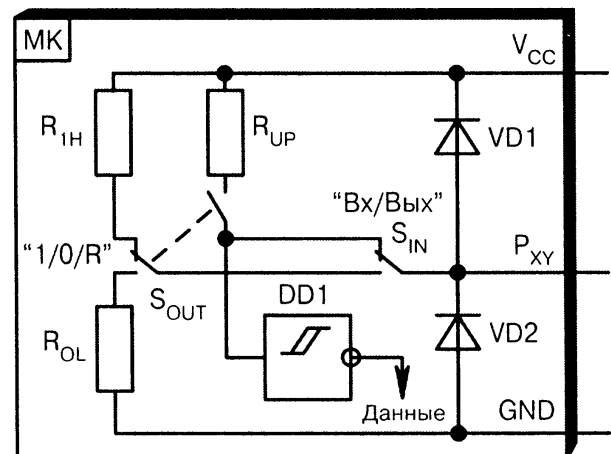 МК
V_CC
R_1H
R_UP
VD1
"Вх/Вых"
S_IN
P_XY
"1/0/R"
S_OUT
DD1
VD2
R_OL
Данные
GND